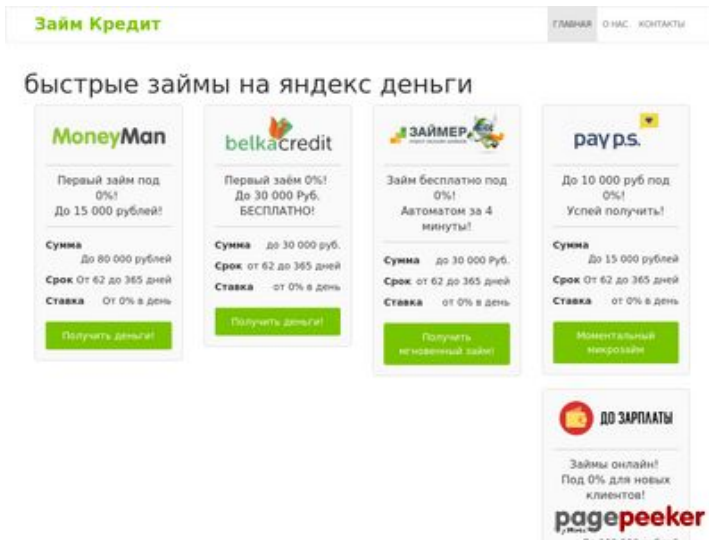 Займ Кредит
ГЛАВНАЯ О НАС КОНТАКТЫ
быстрые займы на яндекс деньги
MoneyMan
Первый займ под
0%!
До 15 000 рублей!
Сумма
До 80 000 рублей
Срок От 62 до 365 дней
Ставка От 0% в день
Получить деньги!
belkacredit
Первый заём 0%!
До 30 000 Руб.
БЕСПЛАТНО!
Сумма до 30 000 руб.
Срок от 62 до 365 дней
Ставка от 0% в день
Получить деньги!
ЗАЙМЕР
Займ бесплатно под
0%!
Автоматом за 4
минуты!
Сумма до 30 000 Руб.
Срок от 62 до 365 дней
Ставка от 0% в день
Получить
мгновенный займ!
pay p.s.
До 10 000 руб под
0%!
Успей получить!
Сумма
До 15 000 рублей
Срок От 62 до 365 дней
Ставка От 0% в день
Моментальный
микрозайм
ДО ЗАРПЛАТЫ
Займы онлайн!
Под 0% для новых
клиентов!
pagepeeker